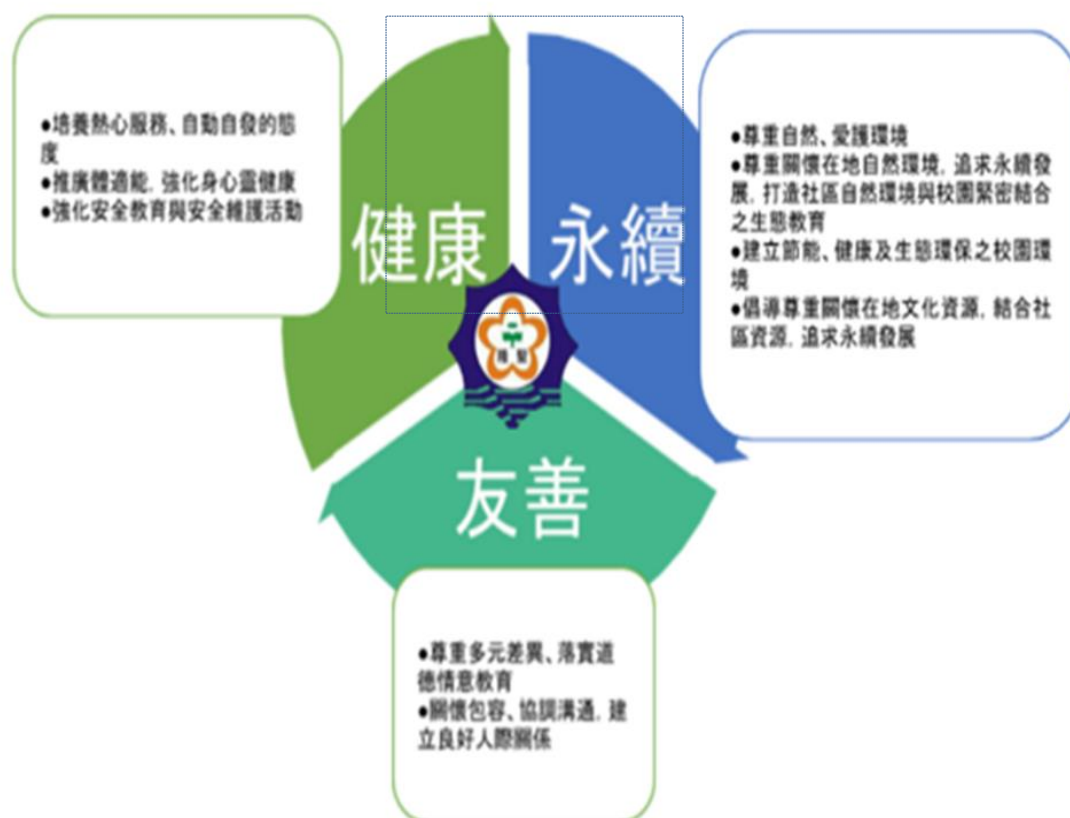 ●培養熱心服務、自動自發的態
度
●推廣體適能，強化身心靈健康
●強化安全教育與安全維護活動
健康
永續
●尊重自然、愛護環境
●尊重關懷在地自然環境，追求永續發
展，打造社區自然環境與校園緊密結合
之生態教育
●建立節能、健康及生態環保之校園環
境
●倡導尊重關懷在地文化資源，結合社
區資源，追求永續發展
友善
●尊重多元差異、落實道
德情意教育
●關懷包容、協調溝通，建
立良好人際關係